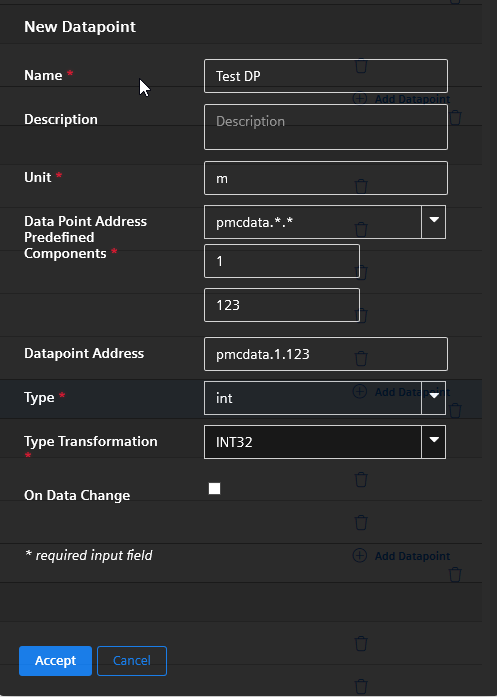 New Datapoint
Name *
Test DP
Add Datapoint
Description
Description
Unit *
m
Data Point Address
Predefined
Components *
pmcdata.*.*
1
123
Datapoint Address
pmcdata.1.123
Add Datapoint
Type *
int
Type Transformation
*
INT32
On Data Change
* required input field
Add Datapoint
Accept
Cancel